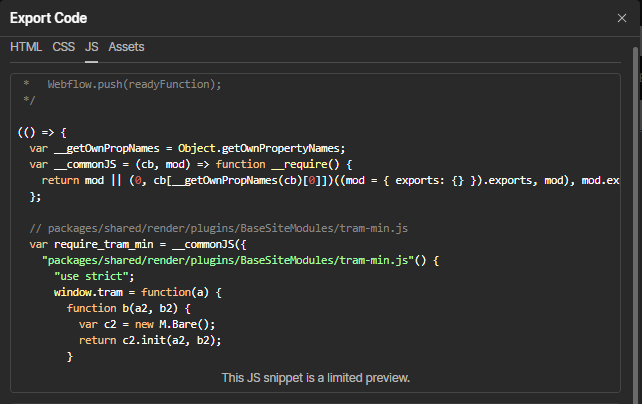 Export Code
HTML CSS JS Assets
 *   Webflow.push(readyFunction);
 */
(() => {
  var __getOwnPropNames = Object.getOwnPropertyNames;
  var __commonJS = (cb, mod) => function __require() {
    return mod || (0, cb[__getOwnPropNames(cb)[0]])((mod = { exports: {} }).exports, mod), mod.ex
  };
  // packages/shared/render/plugins/BaseSiteModules/tram-min.js
  var require_tram_min = __commonJS({
    "packages/shared/render/plugins/BaseSiteModules/tram-min.js"() {
      "use strict";
      window.tram = function(a) {
        function b(a2, b2) {
          var c2 = new M.Bare();
          return c2.init(a2, b2);
        }
This JS snippet is a limited preview.